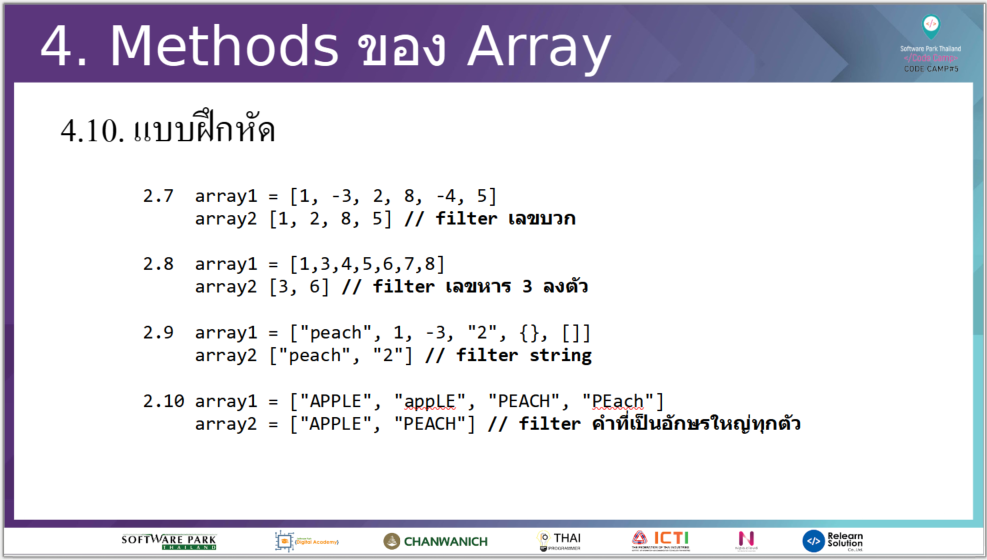 4. Methods ของ Array
Software Park Thailand
</Code Camp>
CODE CAMP#5
4.10. แบบฝึกหัด
2.7 array1 = [1, -3, 2, 8, -4, 5]
array2 [1, 2, 8, 5] // filter เลขบวก
2.8 array1 = [1,3,4,5,6,7,8]
array2 [3, 6] // filter เลขหาร 3 ลงตัว
2.9 array1 = ["peach", 1, -3, "2", {}, []]
array2 ["peach", "2"] // filter string
2.10 array1 = ["APPLE", "appLE", "PEACH", "PEach"]
array2 = ["APPLE", "PEACH"] // filter คำที่เป็นอักษรใหญ่ทุกตัว
SOFTWARE PARK
THAILAND
(Digital Academy)
CHANWANICH
THAI
PROGRAMMER
ICTI
</> Relearn
Solution
Co., Ltd.